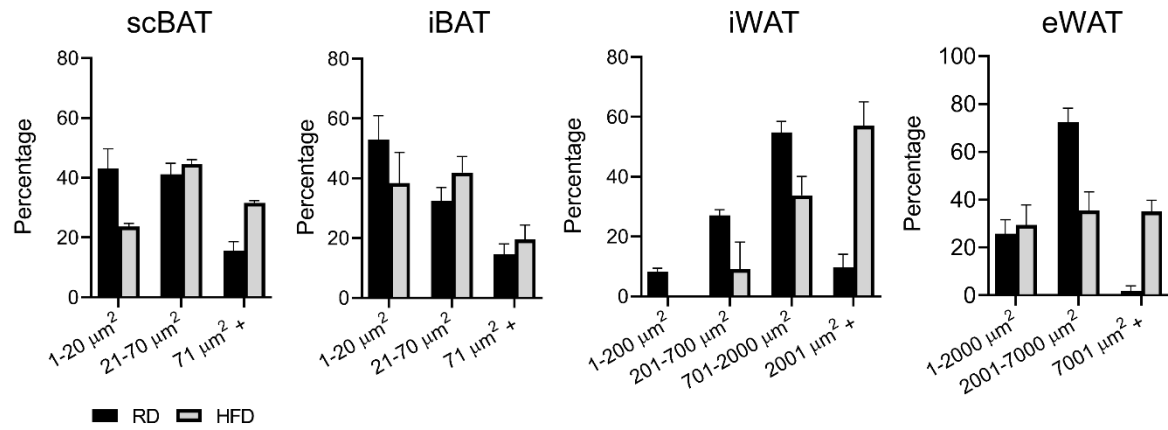 scBAT
Percentage
80
60
40
20
0
1-20 μm²
21-70 μm²
71 μm² +
iBAT
Percentage
80
60
40
20
0
1-20 μm²
21-70 μm²
71 μm² +
iWAT
Percentage
80
60
40
20
0
1-200 μm²
201-700 μm²
701-2000 μm²
2001 μm² +
eWAT
Percentage
100
80
60
40
20
0
1-2000 μm²
2001-7000 μm²
7001 μm² +
RD HFD